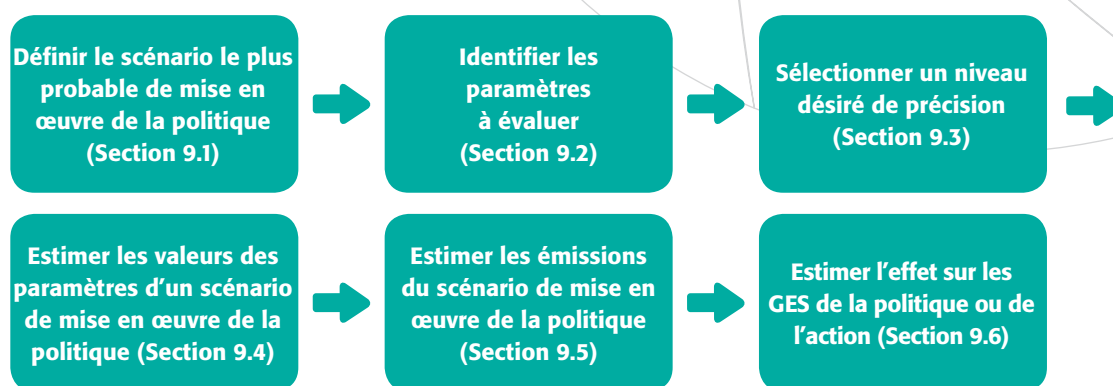 Définir le scénario le plus
probable de mise en
œuvre de la politique
(Section 9.1)
Identifier les
paramètres
à évaluer
(Section 9.2)
Sélectionner un niveau
désiré de précision
(Section 9.3)
Estimer les valeurs des
paramètres d’un scénario
de mise en œuvre de la
politique (Section 9.4)
Estimer les émissions
du scénario de mise en
œuvre de la politique
(Section 9.5)
Estimer l’effet sur les
GES de la politique ou de
l’action (Section 9.6)